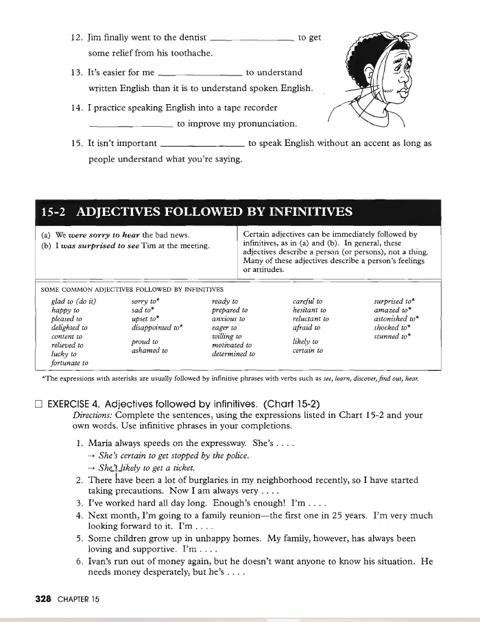 12. Jim finally went to the dentist ______________ to get
some relief from his toothache.
13. It's easier for me ______________ to understand
written English than it is to understand spoken English.
14. I practice speaking English into a tape recorder
______________ to improve my pronunciation.
15. It isn't important ______________ to speak English without an accent as long as
people understand what you're saying.
15-2 ADJECTIVES FOLLOWED BY INFINITIVES
(a) We were sorry to hear the bad news.
(b) I was surprised to see Tim at the meeting.
Certain adjectives can be immediately followed by
infinitives, as in (a) and (b). In general, these
adjectives describe a person (or persons), not a thing.
Many of these adjectives describe a person's feelings
or attitudes.
SOME COMMON ADJECTIVES FOLLOWED BY INFINITIVES
glad to (do it)
happy to
pleased to
delighted to
content to
relieved to
lucky to
fortunate to
sorry to*
sad to*
upset to*
disappointed to*
proud to
ashamed to
ready to
prepared to
anxious to
eager to
willing to
motivated to
determined to
careful to
hesitant to
reluctant to
afraid to
likely to
certain to
surprised to*
amazed to*
astonished to*
shocked to*
stunned to*
*The expressions with asterisks are usually followed by infinitive phrases with verbs such as see, learn, discover, find out, hear.
□ EXERCISE 4. Adjectives followed by infinitives. (Chart 15-2)
Directions: Complete the sentences, using the expressions listed in Chart 15-2 and your
own words. Use infinitive phrases in your completions.
1. Maria always speeds on the expressway. She's . . . .
→ She's certain to get stopped by the police.
→ She's likely to get a ticket.
2. There have been a lot of burglaries in my neighborhood recently, so I have started
taking precautions. Now I am always very . . . .
3. I've worked hard all day long. Enough's enough! I'm . . . .
4. Next month, I'm going to a family reunion—the first one in 25 years. I'm very much
looking forward to it. I'm . . . .
5. Some children grow up in unhappy homes. My family, however, has always been
loving and supportive. I'm . . . .
6. Ivan's run out of money again, but he doesn't want anyone to know his situation. He
needs money desperately, but he's . . . .
328 CHAPTER 15